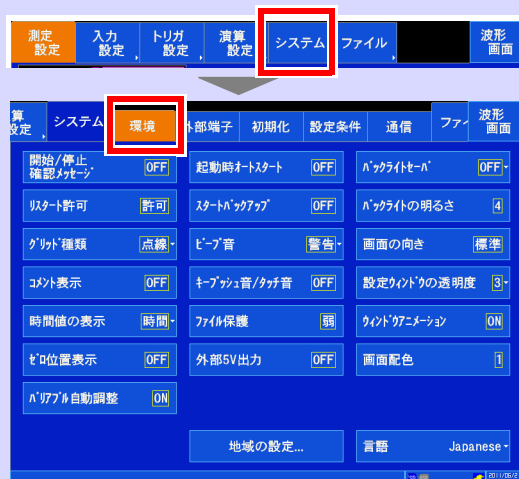 測定
設定
入力
設定
トリガ
設定
演算
設定
システム
ファイル
波形
画面
算
設定
システム
環境
外部端子
初期化
設定条件
通信
ファイ
波形
画面
開始/停止
確認ﾒｯｾｰｼﾞ
OFF
起動時ｵｰﾄｽﾀｰﾄ
OFF
ﾊﾞｯｸﾗｲﾄｾｰﾊﾞ
OFF
ﾘｽﾀｰﾄ許可
許可
ｽﾀｰﾄﾊﾞｯｸｱｯﾌﾟ
OFF
ﾊﾞｯｸﾗｲﾄの明るさ
4
ｸﾞﾘｯﾄﾞ種類
点線
ﾋﾞｰﾌﾟ音
警告
画面の向き
標準
ｺﾒﾝﾄ表示
OFF
ｷｰﾌﾟｯｼｭ音/ﾀｯﾁ音
OFF
設定ｳｨﾝﾄﾞｳの透明度
3
時間値の表示
時間
ﾌｧｲﾙ保護
弱
ｳｨﾝﾄﾞｳｱﾆﾒｰｼｮﾝ
ON
ｾﾞﾛ位置表示
OFF
外部5V出力
OFF
画面配色
1
ﾊﾞﾘｱﾌﾞﾙ自動調整
ON
地域の設定...
言語
Japanese